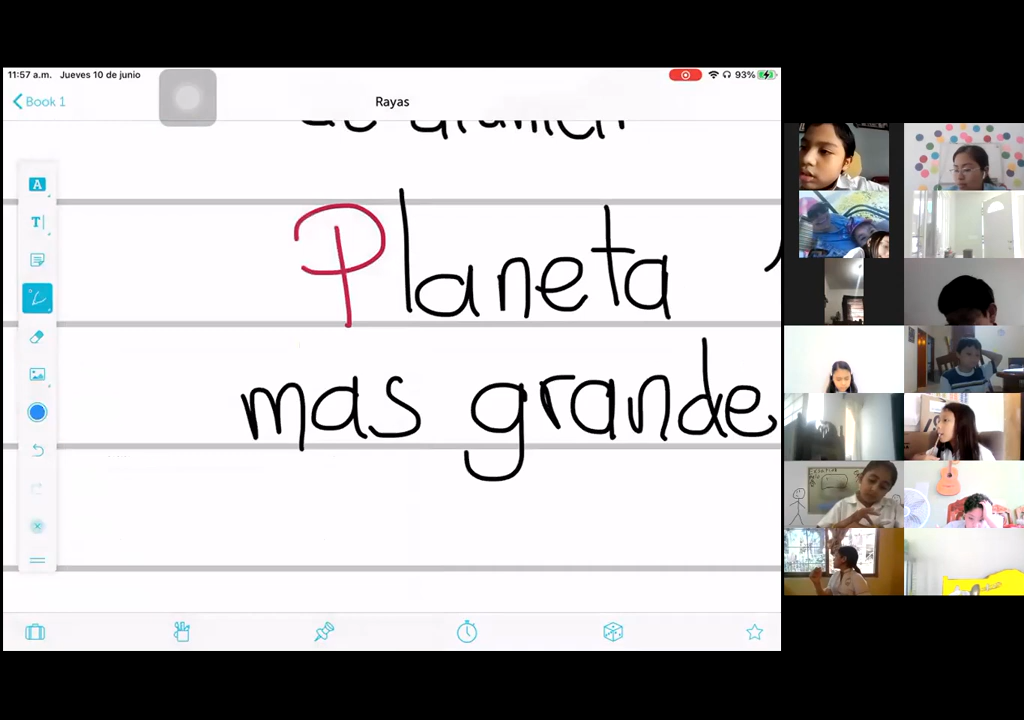 11:57 a.m. Jueves 10 de junio
93%
Book 1
Rayas
Planeta
mas grande